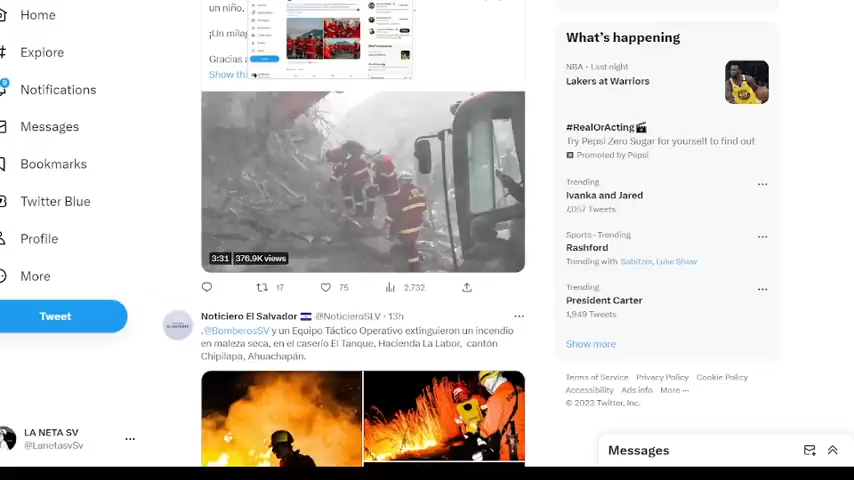 Home
Explore
9
Notifications
Messages
Bookmarks
Twitter Blue
Profile
More
Tweet
LA NETA SV
@LanetasvSv
un niño,
¡Un mila
Gracias a
Show th
3:31 376.9K views
17 75 2,732
Noticiero El Salvador @NoticieroSLV · 13h
.@BomberosSV y un Equipo Táctico Operativo extinguieron un incendio
en maleza seca, en el caserío El Tanque, Hacienda La Labor, cantón
Chipilapa, Ahuachapán.
What's happening
NBA · Last night
Lakers at Warriors
#RealOrActing
Try Pepsi Zero Sugar for yourself to find out
Promoted by Pepsi
Trending
Ivanka and Jared
7,057 Tweets
Sports · Trending
Rashford
Trending with Sabitzer, Luke Shaw
Trending
President Carter
1,949 Tweets
Show more
Terms of Service Privacy Policy Cookie Policy
Accessibility Ads info More ...
© 2023 Twitter, Inc.
Messages